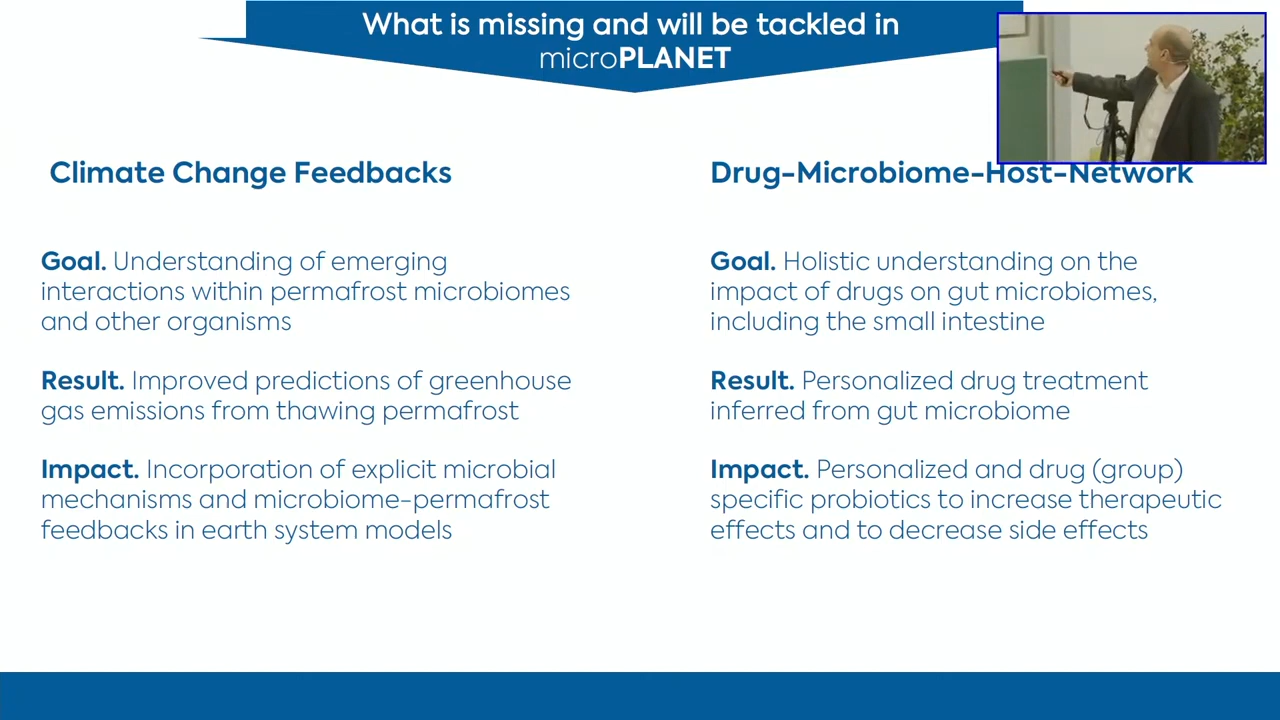 What is missing and will be tackled in
microPLANET
Climate Change Feedbacks
Goal. Understanding of emerging
interactions within permafrost microbiomes
and other organisms
Result. Improved predictions of greenhouse
gas emissions from thawing permafrost
Impact. Incorporation of explicit microbial
mechanisms and microbiome-permafrost
feedbacks in earth system models
Drug-Microbiome-Host-Network
Goal. Holistic understanding on the
impact of drugs on gut microbiomes,
including the small intestine
Result. Personalized drug treatment
inferred from gut microbiome
Impact. Personalized and drug (group)
specific probiotics to increase therapeutic
effects and to decrease side effects